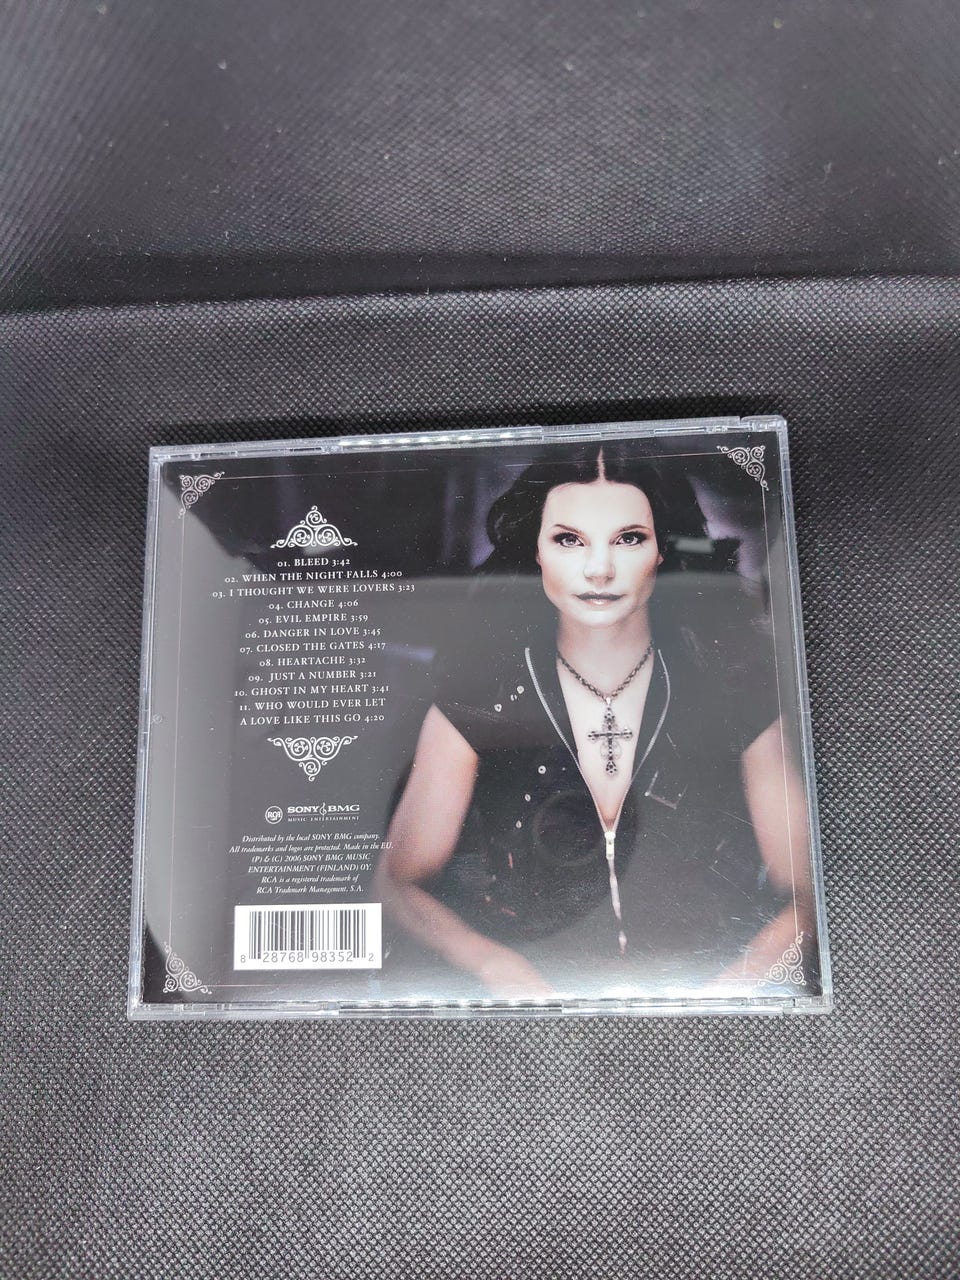 01. BLEED 3:42
02. WHEN THE NIGHT FALLS 4:00
03. I THOUGHT WE WERE LOVERS 3:23
04. CHANGE 4:06
05. EVIL EMPIRE 3:59
06. DANGER IN LOVE 3:45
07. CLOSED THE GATES 4:17
08. HEARTACHE 3:32
09. JUST A NUMBER 3:21
10. GHOST IN MY HEART 3:41
11. WHO WOULD EVER LET
A LOVE LIKE THIS GO 4:20
RCA SONY BMG
MUSIC ENTERTAINMENT
Distributed by the local SONY BMG company.
All trademarks and logos are protected. Made in the EU.
(P) & (C) 2006 SONY BMG MUSIC
ENTERTAINMENT (FINLAND) OY.
RCA is a registered trademark of
RCA Trademark Management, S.A.
8 28768 98352 2